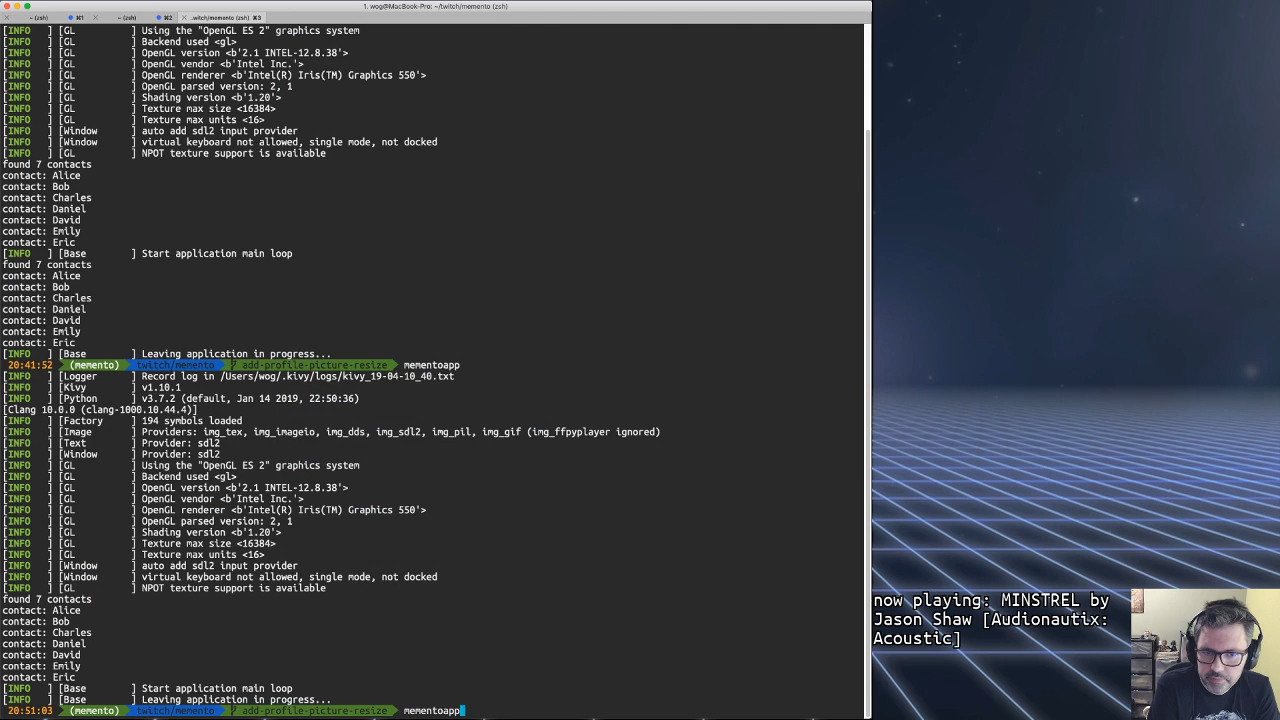 1. wog@MacBook-Pro: ~/twitch/memento (zsh)
~ (zsh) ⌘1 × ~ (zsh) ⌘2 × ..witch/memento (zsh) ⌘3
[INFO   ] [GL          ] Using the "OpenGL ES 2" graphics system
[INFO   ] [GL          ] Backend used <gl>
[INFO   ] [GL          ] OpenGL version <b'2.1 INTEL-12.8.38'>
[INFO   ] [GL          ] OpenGL vendor <b'Intel Inc.'>
[INFO   ] [GL          ] OpenGL renderer <b'Intel(R) Iris(TM) Graphics 550'>
[INFO   ] [GL          ] OpenGL parsed version: 2, 1
[INFO   ] [GL          ] Shading version <b'1.20'>
[INFO   ] [GL          ] Texture max size <16384>
[INFO   ] [GL          ] Texture max units <16>
[INFO   ] [Window      ] auto add sdl2 input provider
[INFO   ] [Window      ] virtual keyboard not allowed, single mode, not docked
[INFO   ] [GL          ] NPOT texture support is available
found 7 contacts
contact: Alice
contact: Bob
contact: Charles
contact: Daniel
contact: David
contact: Emily
contact: Eric
[INFO   ] [Base        ] Start application main loop
found 7 contacts
contact: Alice
contact: Bob
contact: Charles
contact: Daniel
contact: David
contact: Emily
contact: Eric
[INFO   ] [Base        ] Leaving application in progress...
20:41:52 (memento) twitch/memento add-profile-picture-resize mementoapp
[INFO   ] [Logger      ] Record log in /Users/wog/.kivy/logs/kivy_19-04-10_40.txt
[INFO   ] [Kivy        ] v1.10.1
[INFO   ] [Python      ] v3.7.2 (default, Jan 14 2019, 22:50:36)
[Clang 10.0.0 (clang-1000.10.44.4)]
[INFO   ] [Factory     ] 194 symbols loaded
[INFO   ] [Image       ] Providers: img_tex, img_imageio, img_dds, img_sdl2, img_pil, img_gif (img_ffpyplayer ignored)
[INFO   ] [Text        ] Provider: sdl2
[INFO   ] [Window      ] Provider: sdl2
[INFO   ] [GL          ] Using the "OpenGL ES 2" graphics system
[INFO   ] [GL          ] Backend used <gl>
[INFO   ] [GL          ] OpenGL version <b'2.1 INTEL-12.8.38'>
[INFO   ] [GL          ] OpenGL vendor <b'Intel Inc.'>
[INFO   ] [GL          ] OpenGL renderer <b'Intel(R) Iris(TM) Graphics 550'>
[INFO   ] [GL          ] OpenGL parsed version: 2, 1
[INFO   ] [GL          ] Shading version <b'1.20'>
[INFO   ] [GL          ] Texture max size <16384>
[INFO   ] [GL          ] Texture max units <16>
[INFO   ] [Window      ] auto add sdl2 input provider
[INFO   ] [Window      ] virtual keyboard not allowed, single mode, not docked
[INFO   ] [GL          ] NPOT texture support is available
found 7 contacts
contact: Alice
contact: Bob
contact: Charles
contact: Daniel
contact: David
contact: Emily
contact: Eric
[INFO   ] [Base        ] Start application main loop
[INFO   ] [Base        ] Leaving application in progress...
20:51:03 (memento) twitch/memento add-profile-picture-resize mementoapp
now playing: MINSTREL by
Jason Shaw [Audionautix:
Acoustic]